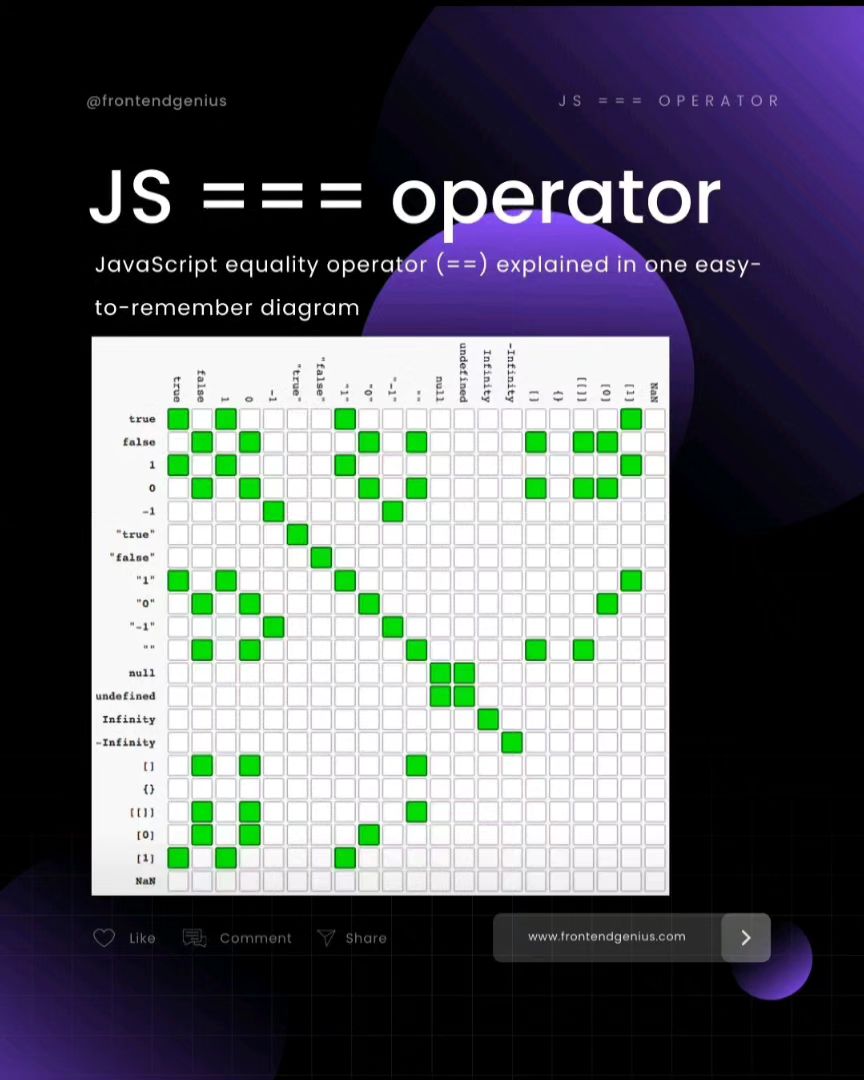 @frontendgenius
JS === OPERATOR
JS === operator
JavaScript equality operator (==) explained in one easy-
to-remember diagram
true false 1 0 -1 "true" "false" "1" "0" "-1" "" null undefined Infinity -Infinity [] {} [[]] [0] [1] NaN
true
false
1
0
-1
"true"
"false"
"1"
"0"
"-1"
""
null
undefined
Infinity
-Infinity
[]
{}
[[]]
[0]
[1]
NaN
Like Comment Share
www.frontendgenius.com